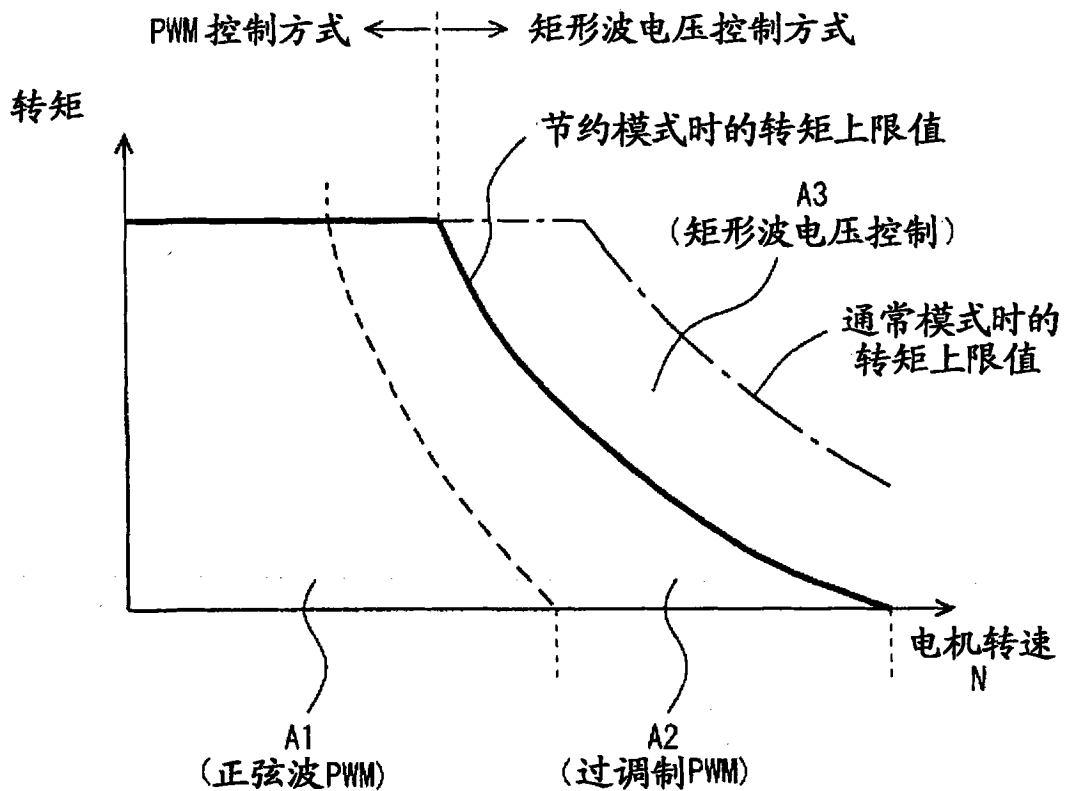 PWM 控制方式
矩形波电压控制方式
转矩
节约模式时的转矩上限值
A3
(矩形波电压控制)
通常模式时的
转矩上限值
电机转速
N
A1
(正弦波PWM)
A2
(过调制PWM)